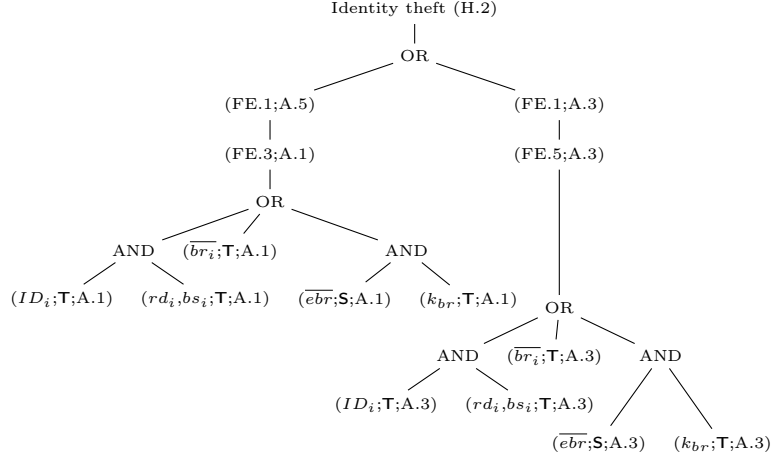 Identity theft (H.2)
OR
(FE.1;A.5) (FE.1;A.3)
(FE.3;A.1) (FE.5;A.3)
OR
AND (\overline{br_i};T;A.1) AND
(ID_i;T;A.1) (rd_i,bs_i;T;A.1) (\overline{ebr};S;A.1) (k_{br};T;A.1)
OR
AND (\overline{br_i};T;A.3) AND
(ID_i;T;A.3) (rd_i,bs_i;T;A.3)
(\overline{ebr};S;A.3) (k_{br};T;A.3)